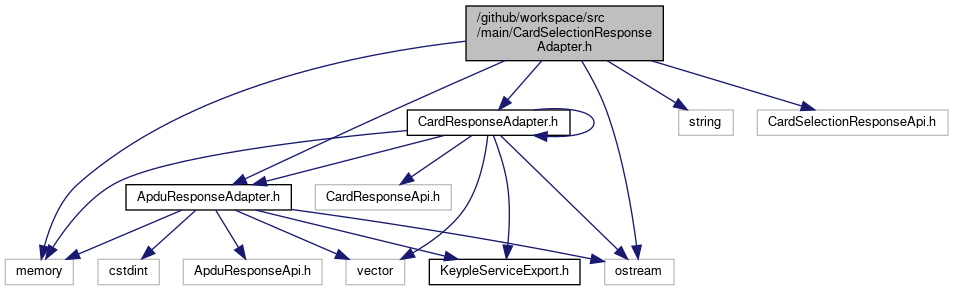 /github/workspace/src
/main/CardSelectionResponse
Adapter.h
CardResponseAdapter.h
string
CardSelectionResponseApi.h
ApduResponseAdapter.h
CardResponseApi.h
memory
cstdint
ApduResponseApi.h
vector
KeypleServiceExport.h
ostream